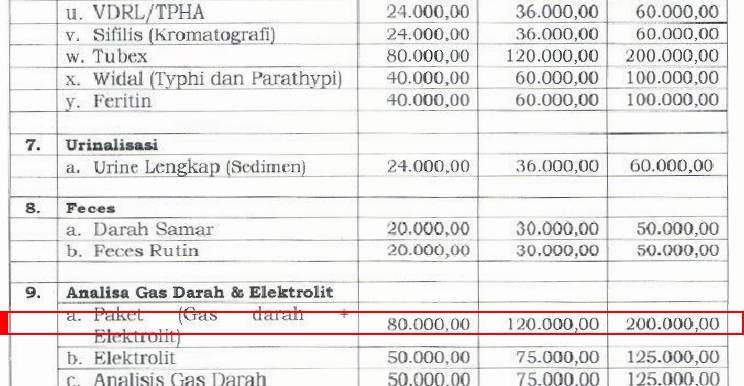 u. VDRL/TPHA 24.000,00 36.000,00 60.000,00
v. Sifilis (Kromatografi) 24.000,00 36.000,00 60.000,00
w. Tubex 80.000,00 120.000,00 200.000,00
x. Widal (Typhi dan Parathypi) 40.000,00 60.000,00 100.000,00
y. Feritin 40.000,00 60.000,00 100.000,00
7. Urinalisasi
a. Urine Lengkap (Sedimen) 24.000,00 36.000,00 60.000,00
8. Feces
a. Darah Samar 20.000,00 30.000,00 50.000,00
b. Feces Rutin 20.000,00 30.000,00 50.000,00
9. Analisa Gas Darah & Elektrolit
a. Paket (Gas darah +
Elektrolit) 80.000,00 120.000,00 200.000,00
b. Elektrolit 50.000,00 75.000,00 125.000,00
c. Analisis Gas Darah 50.000,00 75.000,00 125.000,00